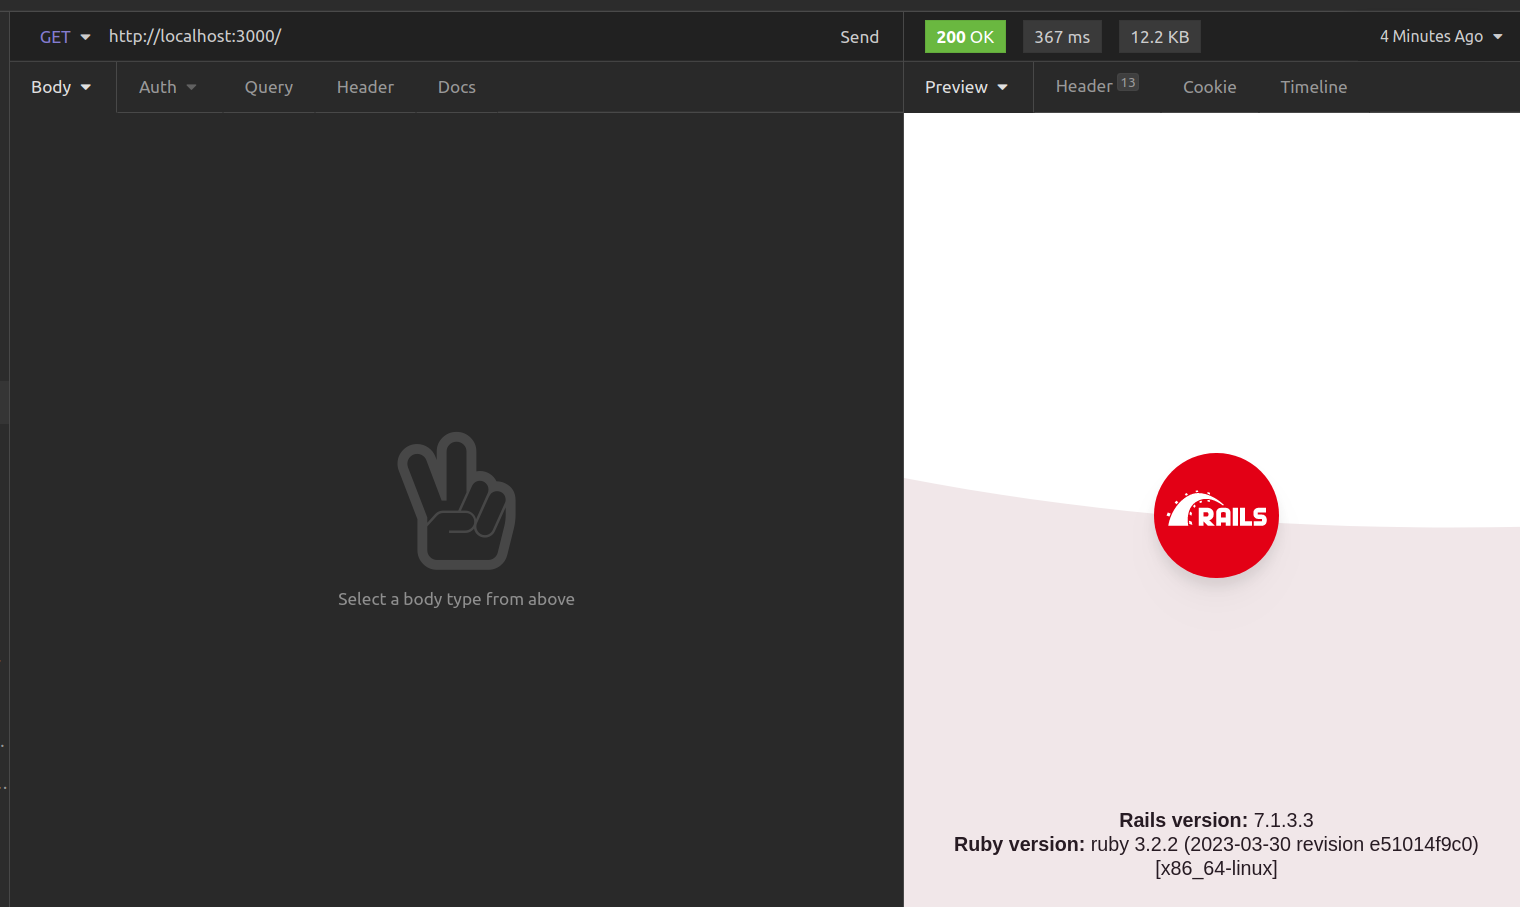 GET http://localhost:3000/ Send
200 OK 367 ms 12.2 KB 4 Minutes Ago
Body Auth Query Header Docs
Preview Header 13 Cookie Timeline
Select a body type from above
RAILS
Rails version: 7.1.3.3
Ruby version: ruby 3.2.2 (2023-03-30 revision e51014f9c0)
[x86_64-linux]